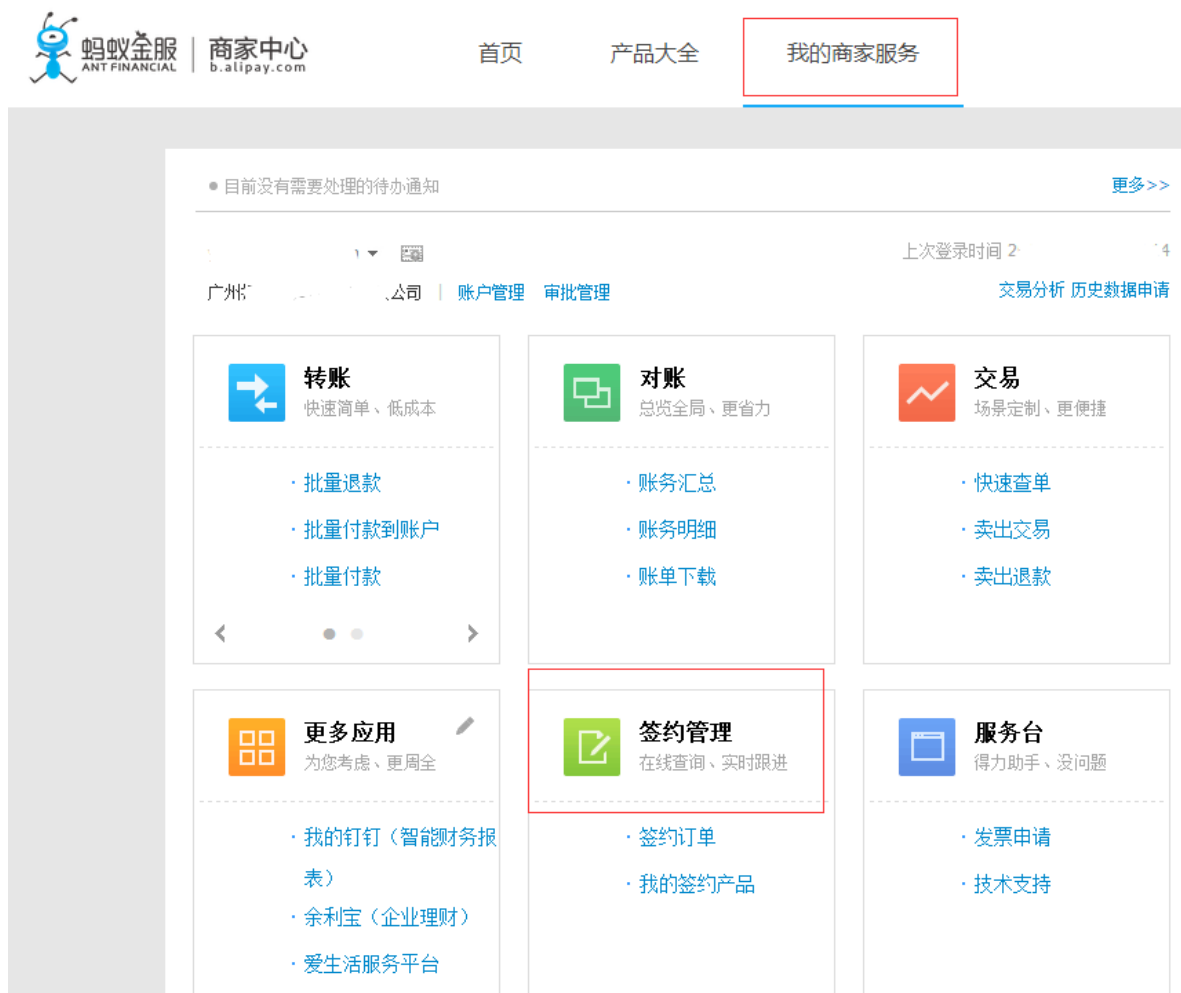 蚂蚁金服
ANT FINANCIAL
商家中心
b.alipay.com
首页
产品大全
我的商家服务
目前没有需要处理的待办通知
更多>>
上次登录时间 2 4
广州 公司 | 账户管理 审批管理
交易分析 历史数据申请
转账
快速简单、低成本
· 批量退款
· 批量付款到账户
· 批量付款
对账
总览全局、更省力
· 账务汇总
· 账务明细
· 账单下载
交易
场景定制、更便捷
· 快速查单
· 卖出交易
· 卖出退款
更多应用
为您考虑、更周全
· 我的钉钉（智能财务报
表）
· 余利宝（企业理财）
· 爱生活服务平台
签约管理
在线查询、实时跟进
· 签约订单
· 我的签约产品
服务台
得力助手、没问题
· 发票申请
· 技术支持